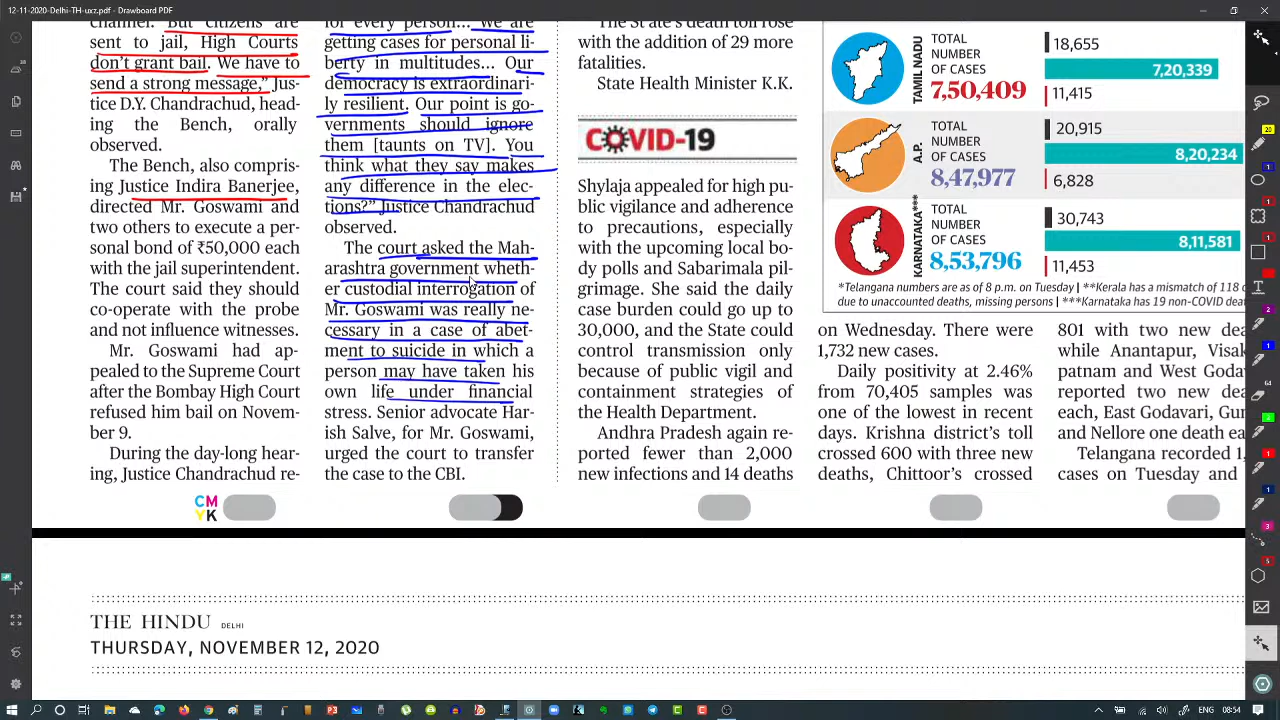 12-11-2020-Delhi-TH-uxz.pdf - Drawboard PDF
channel. But citizens are
sent to jail, High Courts
don't grant bail. We have to
send a strong message,” Jus-
tice D.Y. Chandrachud, head-
ing the Bench, orally
observed.
The Bench, also compris-
ing Justice Indira Banerjee,
directed Mr. Goswami and
two others to execute a per-
sonal bond of ₹50,000 each
with the jail superintendent.
The court said they should
co-operate with the probe
and not influence witnesses.
Mr. Goswami had ap-
pealed to the Supreme Court
after the Bombay High Court
refused him bail on Novem-
ber 9.
During the day-long hear-
ing, Justice Chandrachud re-
for every person... We are
getting cases for personal li-
berty in multitudes... Our
democracy is extraordinari-
ly resilient. Our point is go-
vernments should ignore
them [taunts on TV]. You
think what they say makes
any difference in the elec-
tions?” Justice Chandrachud
observed.
The court asked the Mah-
arashtra government wheth-
er custodial interrogation of
Mr. Goswami was really ne-
cessary in a case of abet-
ment to suicide in which a
person may have taken his
own life under financial
stress. Senior advocate Har-
ish Salve, for Mr. Goswami,
urged the court to transfer
the case to the CBI.
The State's death toll rose
with the addition of 29 more
fatalities.
State Health Minister K.K.
COVID-19
Shylaja appealed for high pu-
blic vigilance and adherence
to precautions, especially
with the upcoming local bo-
dy polls and Sabarimala pil-
grimage. She said the daily
case burden could go up to
30,000, and the State could
control transmission only
because of public vigil and
containment strategies of
the Health Department.
Andhra Pradesh again re-
ported fewer than 2,000
new infections and 14 deaths
TAMIL NADU
TOTAL
NUMBER
OF CASES
7,50,409
18,655
7,20,339
11,415
A.P.
TOTAL
NUMBER
OF CASES
8,47,977
20,915
8,20,234
6,828
KARNATAKA***
TOTAL
NUMBER
OF CASES
8,53,796
30,743
8,11,581
11,453
*Telangana numbers are as of 8 p.m. on Tuesday | **Kerala has a mismatch of 118
due to unaccounted deaths, missing persons | ***Karnataka has 19 non-COVID
on Wednesday. There were
1,732 new cases.
Daily positivity at 2.46%
from 70,405 samples was
one of the lowest in recent
days. Krishna district's toll
crossed 600 with three new
deaths, Chittoor's crossed
801 with two new
while Anantapur,
patnam and West
reported two new
each, East Godavari,
and Nellore one death
Telangana recorded
cases on Tuesday and
CM
YK
THE HINDU DELHI
THURSDAY, NOVEMBER 12, 2020
ENG 08:54